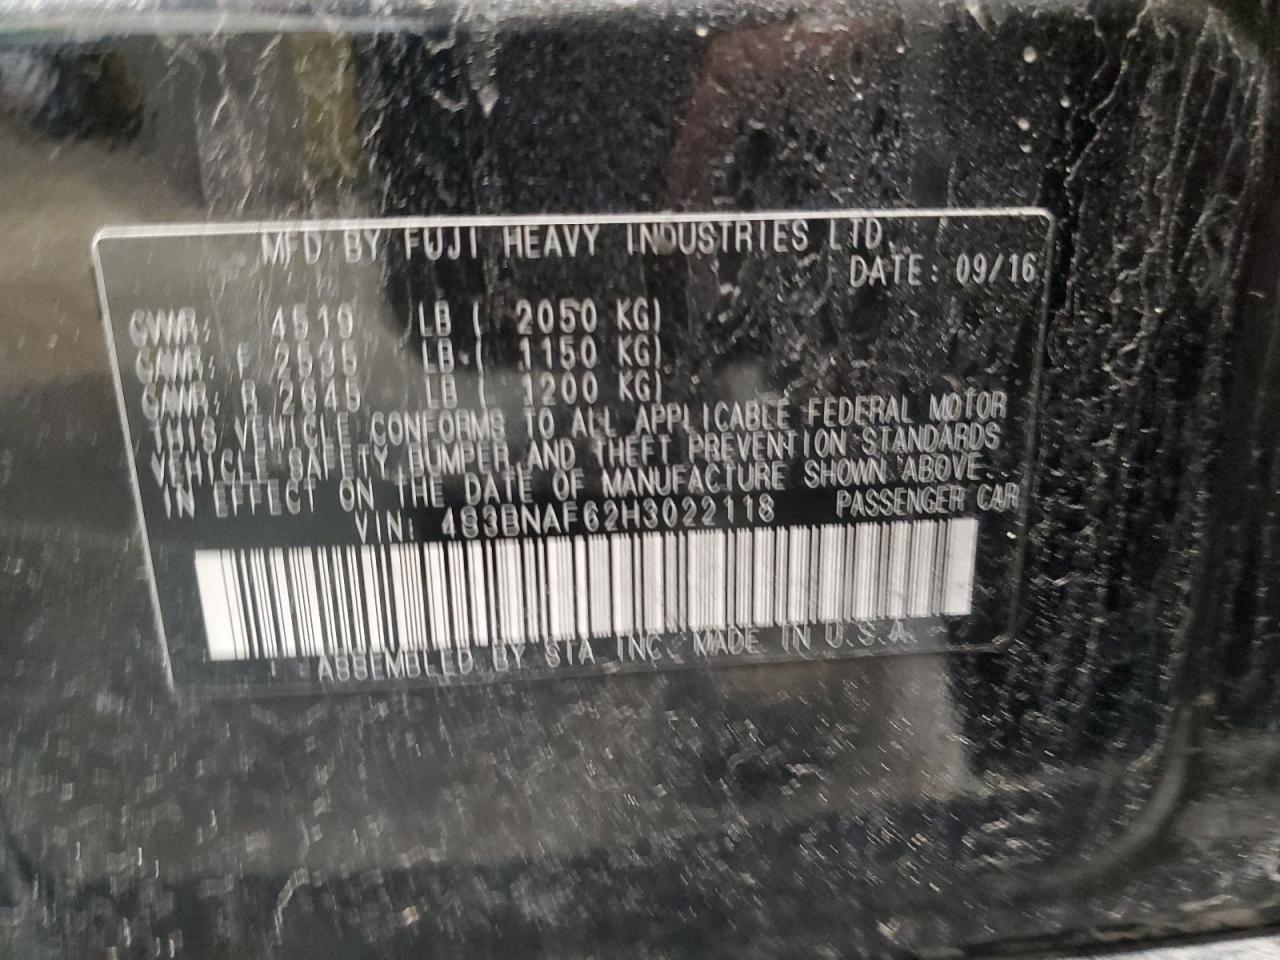 MFD BY FUJI HEAVY INDUSTRIES LTD.
DATE: 09/16
GVWR: 4519 LB ( 2050 KG)
GAWR: F 2535 LB ( 1150 KG)
GAWR: R 2645 LB ( 1200 KG)
THIS VEHICLE CONFORMS TO ALL APPLICABLE FEDERAL MOTOR
VEHICLE SAFETY, BUMPER, AND THEFT PREVENTION STANDARDS
IN EFFECT ON THE DATE OF MANUFACTURE SHOWN ABOVE.
VIN: 4S3BNAF62H3022118 PASSENGER CAR
ASSEMBLED BY STA INC. MADE IN U.S.A.